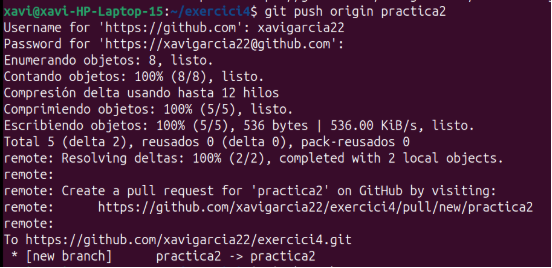 xavi@xavi-HP-Laptop-15:~/exercici4$ git push origin practica2
Username for 'https://github.com': xavigarcia22
Password for 'https://xavigarcia22@github.com':
Enumerando objetos: 8, listo.
Contando objetos: 100% (8/8), listo.
Compresión delta usando hasta 12 hilos
Comprimiendo objetos: 100% (5/5), listo.
Escribiendo objetos: 100% (5/5), 536 bytes | 536.00 KiB/s, listo.
Total 5 (delta 2), reusados 0 (delta 0), pack-reusados 0
remote: Resolving deltas: 100% (2/2), completed with 2 local objects.
remote:
remote: Create a pull request for 'practica2' on GitHub by visiting:
remote:      https://github.com/xavigarcia22/exercici4/pull/new/practica2
remote:
To https://github.com/xavigarcia22/exercici4.git
 * [new branch]      practica2 -> practica2